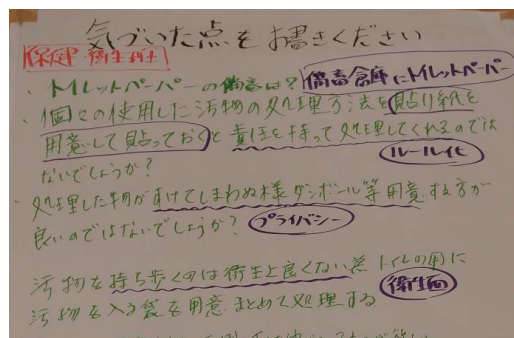 気づいた点をお書きください
保健・衛生班
・トイレットペーパーの備意は? 備蓄倉庫にトイレットペーパー
・個々の使用した汚物の処理方法を貼り紙を
用意して貼っておくと責任を持って処理してくれるのでは
ないでしょうか?
ルール化
・処理した物がすけてしまわぬ様ダンボール等用意する方が
良いのではないでしょうか? プライバシー
汚物を持ち歩くのは衛生上良くない為 トイレの用に
衛生面
汚物を入る袋を用意 まとめて処理する